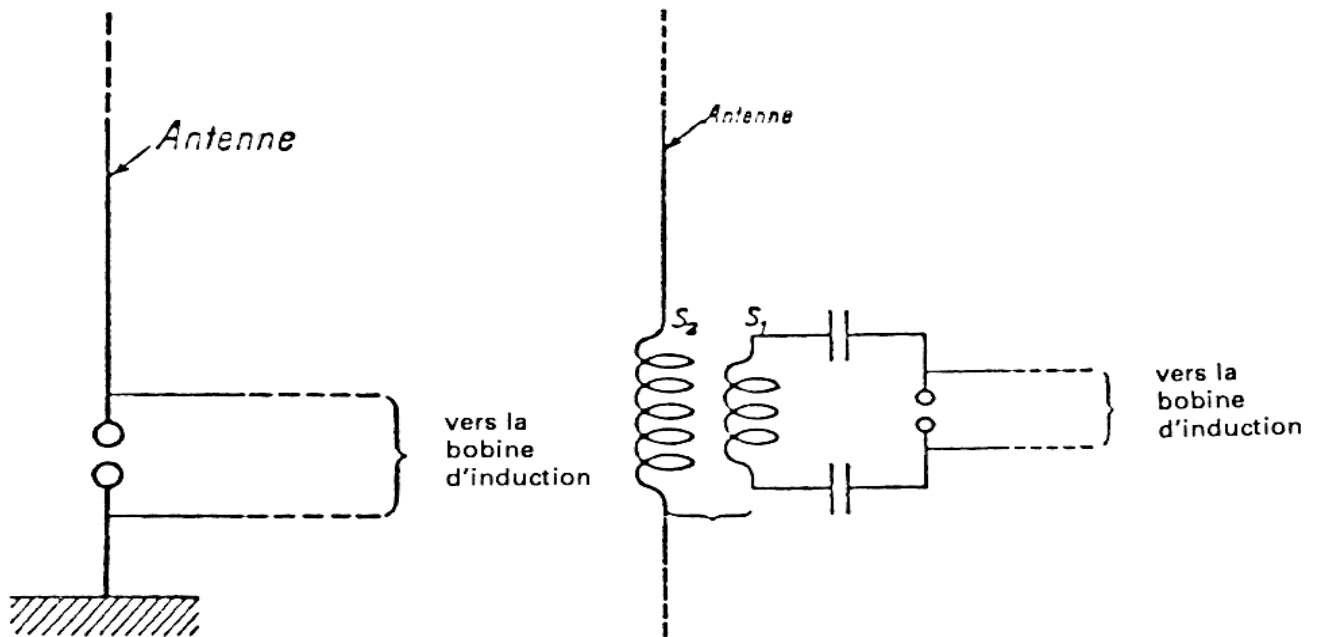 Antenne
vers la
bobine
d'induction
Antenne
S₂
S₁
vers la
bobine
d'induction